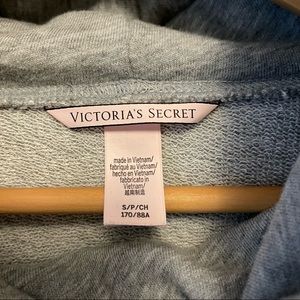 VICTORIA'S SECRET
made in Vietnam/
fabriqué au Vietnam/
hecho en Vietnam/
fabbricato in
Vietnam/
越南制造
S/P/CH
170/88A